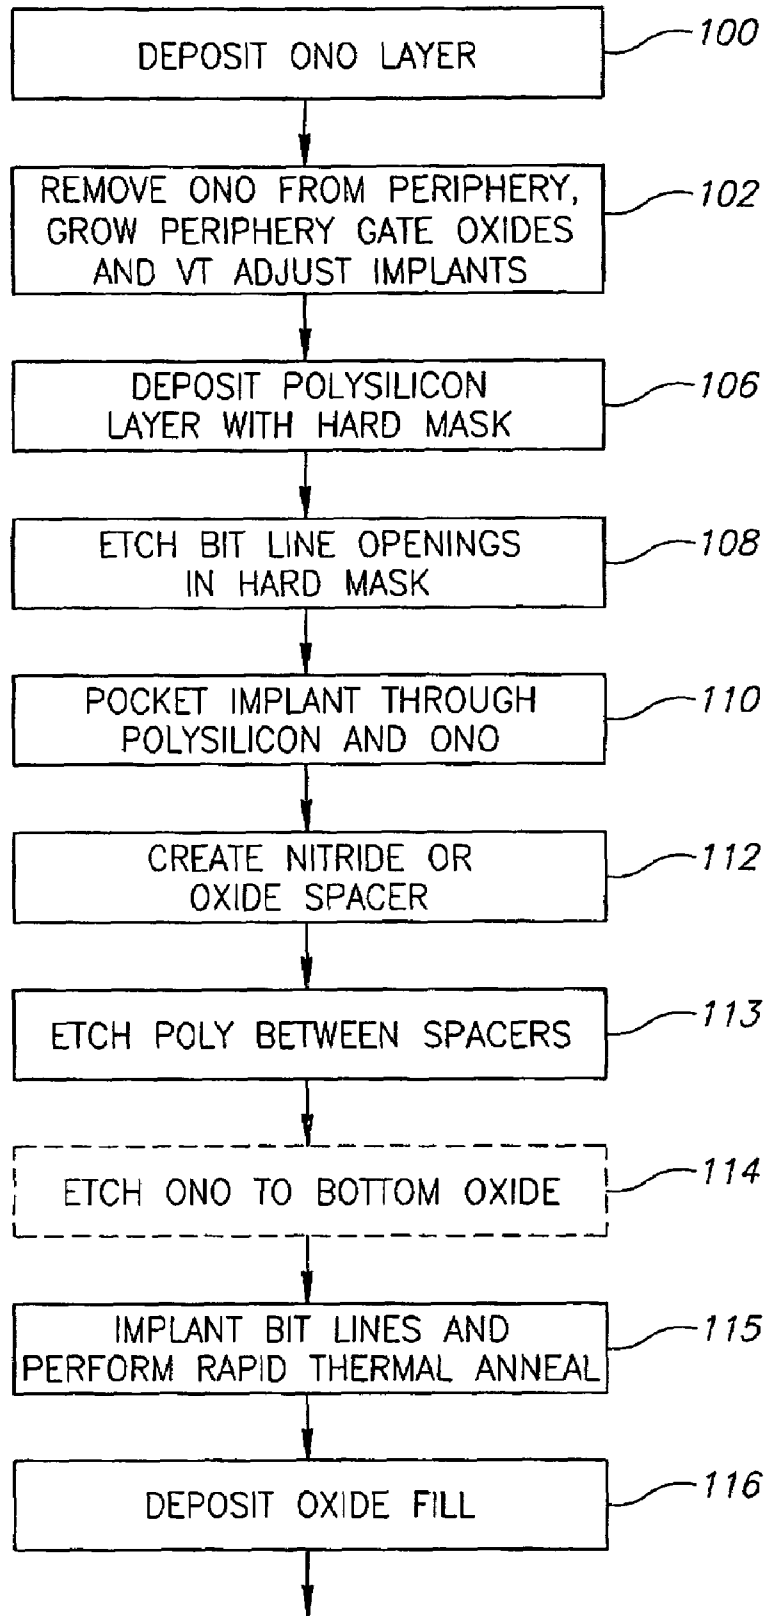 DEPOSIT ONO LAYER
100
REMOVE ONO FROM PERIPHERY,
GROW PERIPHERY GATE OXIDES
AND VT ADJUST IMPLANTS
102
DEPOSIT POLYSILICON
LAYER WITH HARD MASK
106
ETCH BIT LINE OPENINGS
IN HARD MASK
108
POCKET IMPLANT THROUGH
POLYSILICON AND ONO
110
CREATE NITRIDE OR
OXIDE SPACER
112
ETCH POLY BETWEEN SPACERS
113
ETCH ONO TO BOTTOM OXIDE
114
IMPLANT BIT LINES AND
PERFORM RAPID THERMAL ANNEAL
115
DEPOSIT OXIDE FILL
116